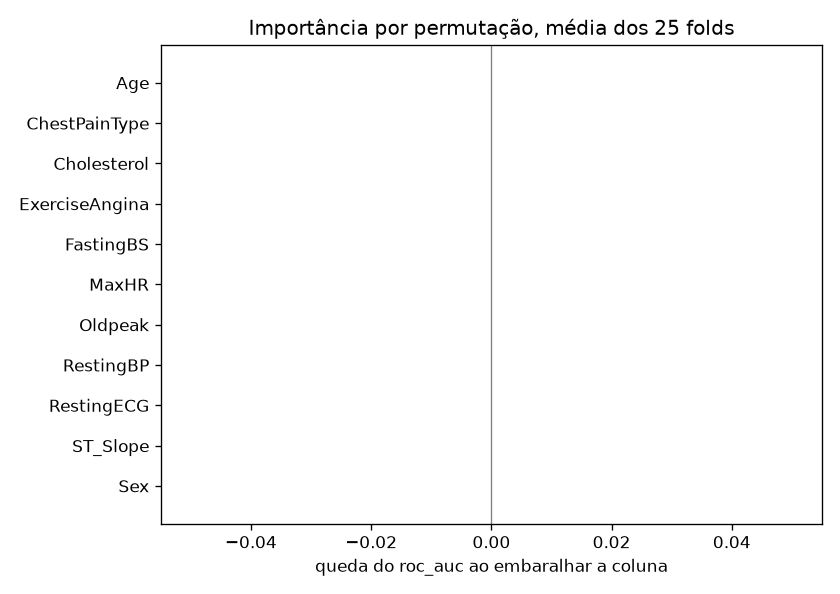 Importância por permutação, média dos 25 folds
Age
ChestPainType
Cholesterol
ExerciseAngina
FastingBS
MaxHR
Oldpeak
RestingBP
RestingECG
ST_Slope
Sex
−0.04 −0.02 0.00 0.02 0.04
queda do roc_auc ao embaralhar a coluna